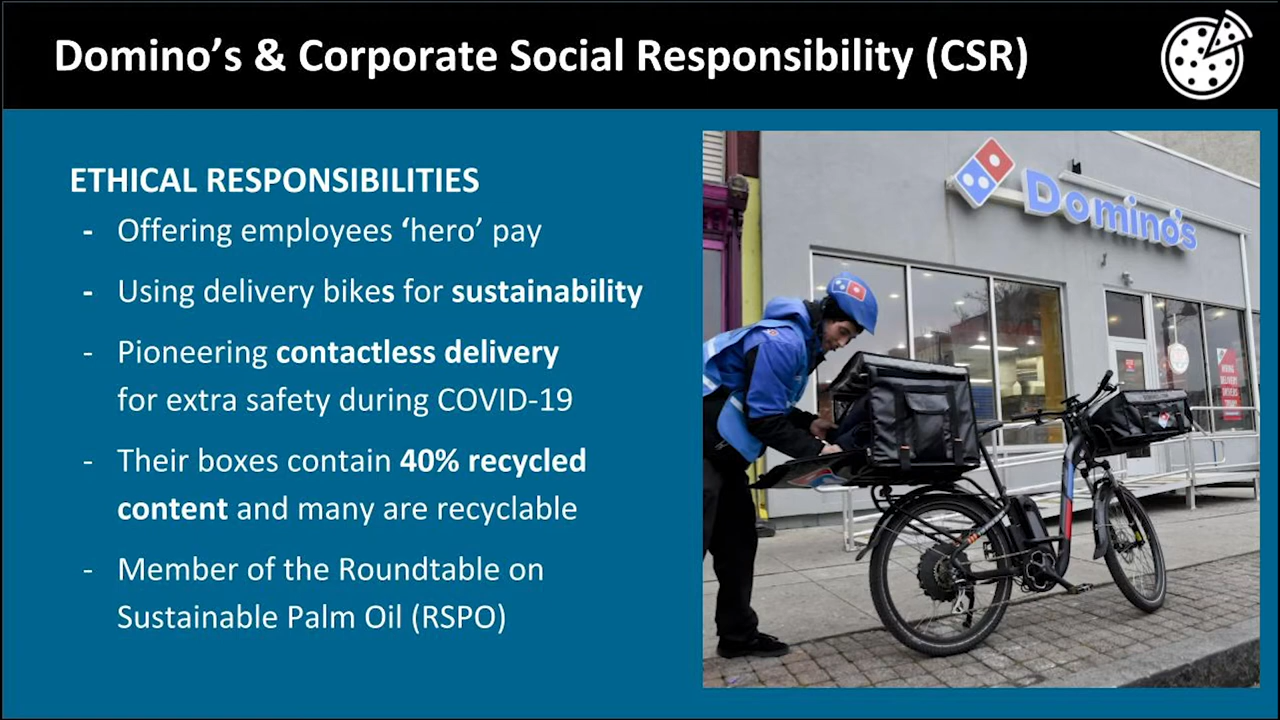 Domino’s & Corporate Social Responsibility (CSR)
ETHICAL RESPONSIBILITIES
- Offering employees ‘hero’ pay
- Using delivery bikes for sustainability
- Pioneering contactless delivery
for extra safety during COVID-19
- Their boxes contain 40% recycled
content and many are recyclable
- Member of the Roundtable on
Sustainable Palm Oil (RSPO)
Domino's